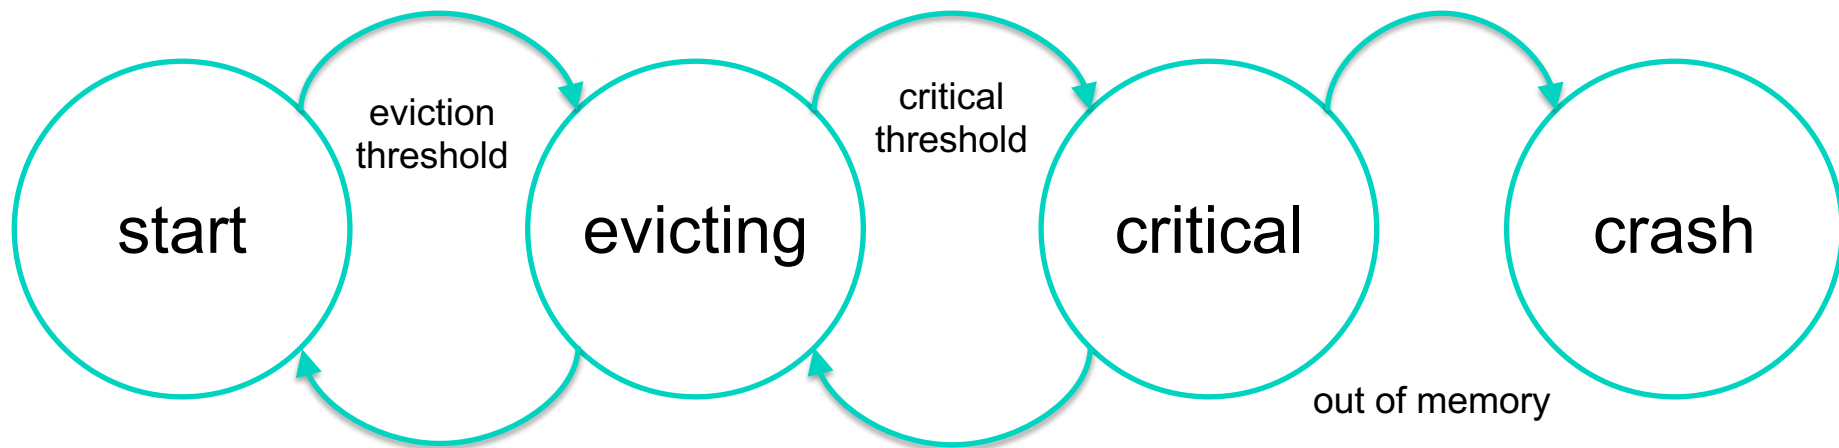 start
eviction
threshold
evicting
critical
threshold
critical
out of memory
crash